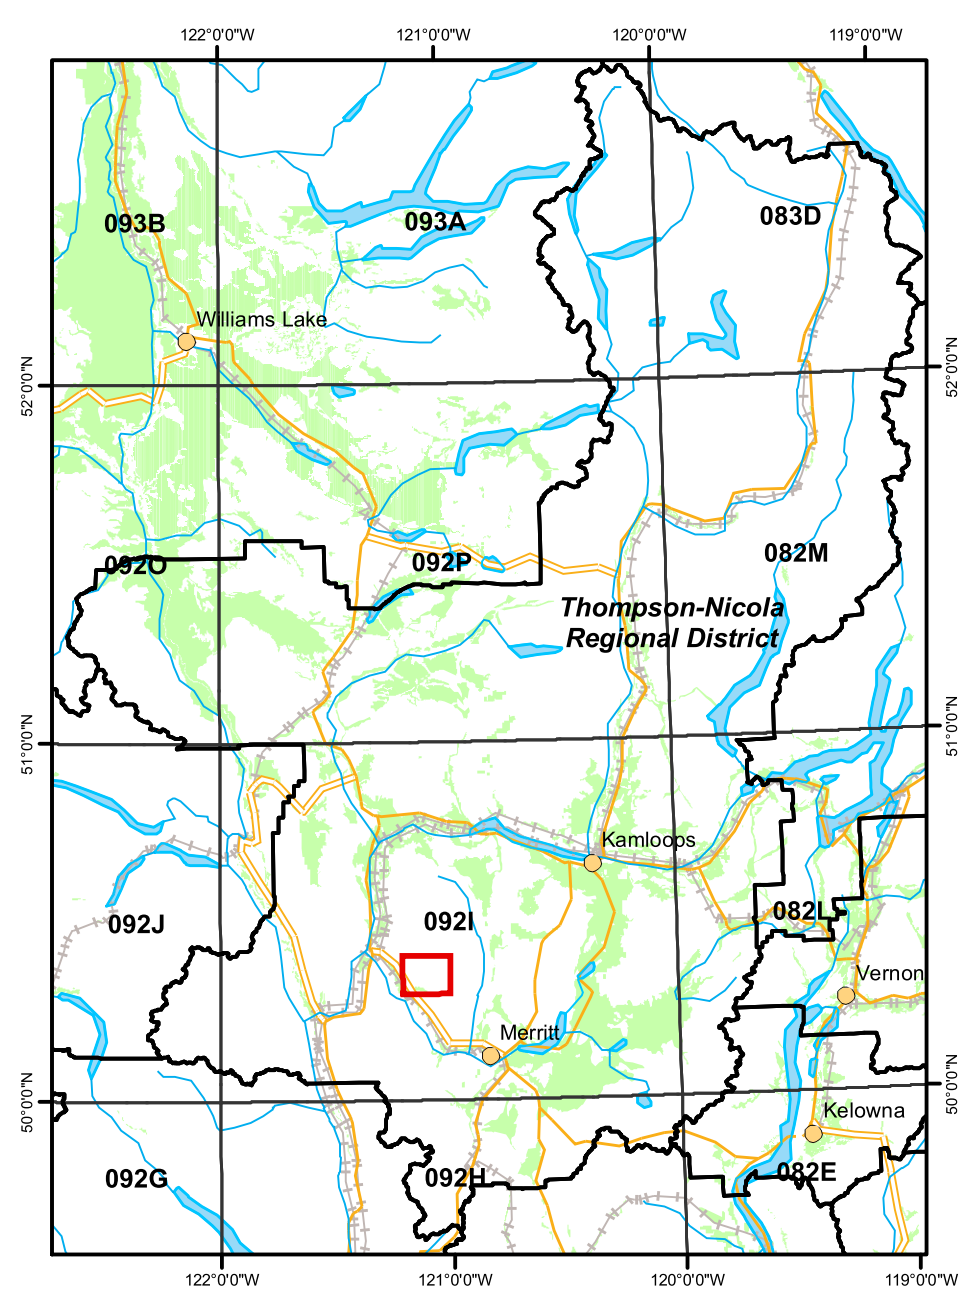 122°0'0"W
121°0'0"W
120°0'0"W
119°0'0"W
093B
093A
083D
Williams Lake
52°0'0"N
52°0'0"N
092O
092P
082M
Thompson-Nicola
Regional District
51°0'0"N
51°0'0"N
Kamloops
092J
092I
082L
Vernon
Merritt
50°0'0"N
50°0'0"N
Kelowna
092G
092H
082E
122°0'0"W
121°0'0"W
120°0'0"W
119°0'0"W